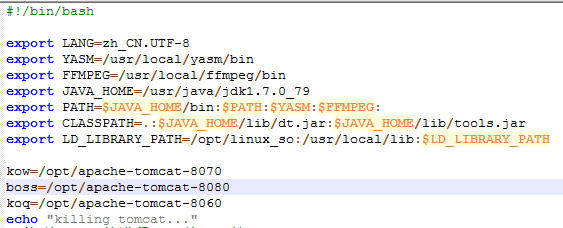 #!/bin/bash
export LANG=zh_CN.UTF-8
export YASM=/usr/local/yasm/bin
export FFMPEG=/usr/local/ffmpeg/bin
export JAVA_HOME=/usr/java/jdk1.7.0_79
export PATH=$JAVA_HOME/bin:$PATH:$YASM:$FFMPEG:
export CLASSPATH=.:$JAVA_HOME/lib/dt.jar:$JAVA_HOME/lib/tools.jar
export LD_LIBRARY_PATH=/opt/linux_so:/usr/local/lib:$LD_LIBRARY_PATH
kow=/opt/apache-tomcat-8070
boss=/opt/apache-tomcat-8080
koq=/opt/apache-tomcat-8060
echo "killing tomcat..."